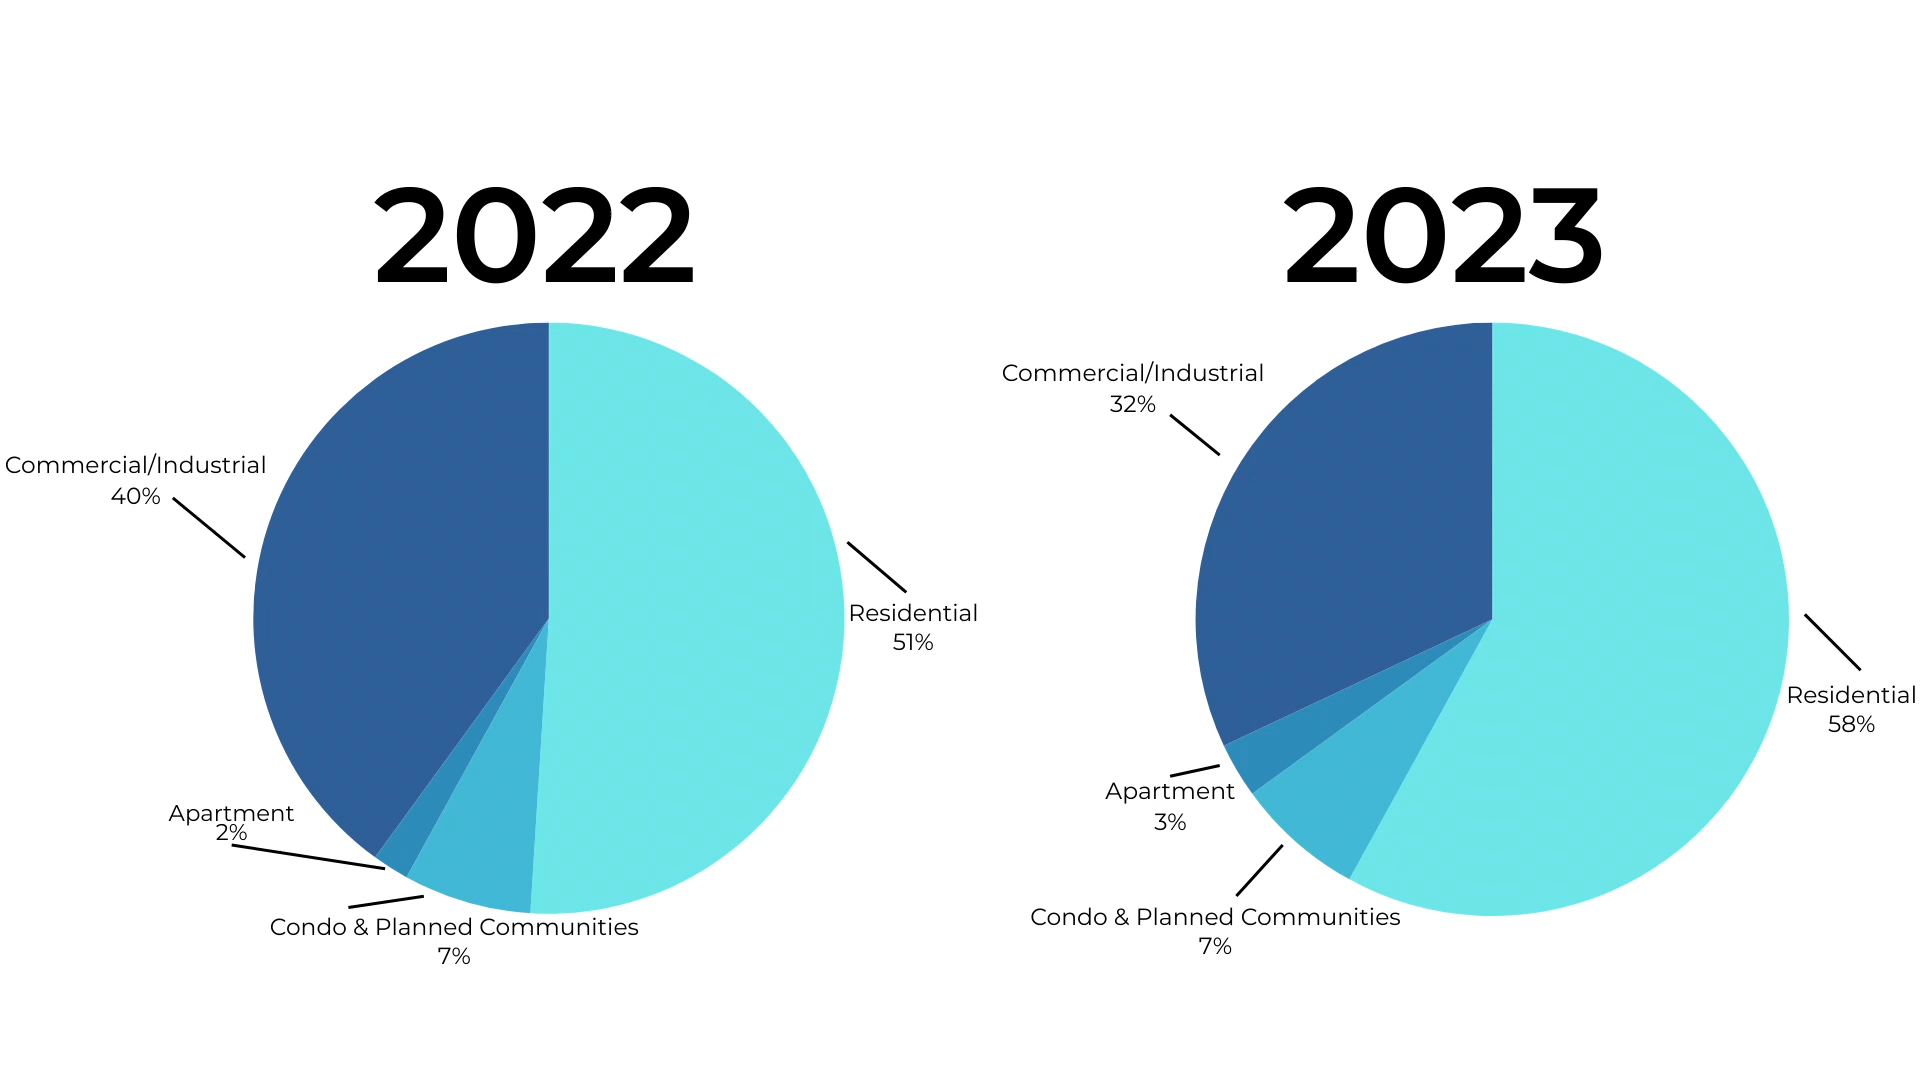 2022
Commercial/Industrial
40%
Residential
51%
Apartment
2%
Condo & Planned Communities
7%
2023
Commercial/Industrial
32%
Residential
58%
Apartment
3%
Condo & Planned Communities
7%